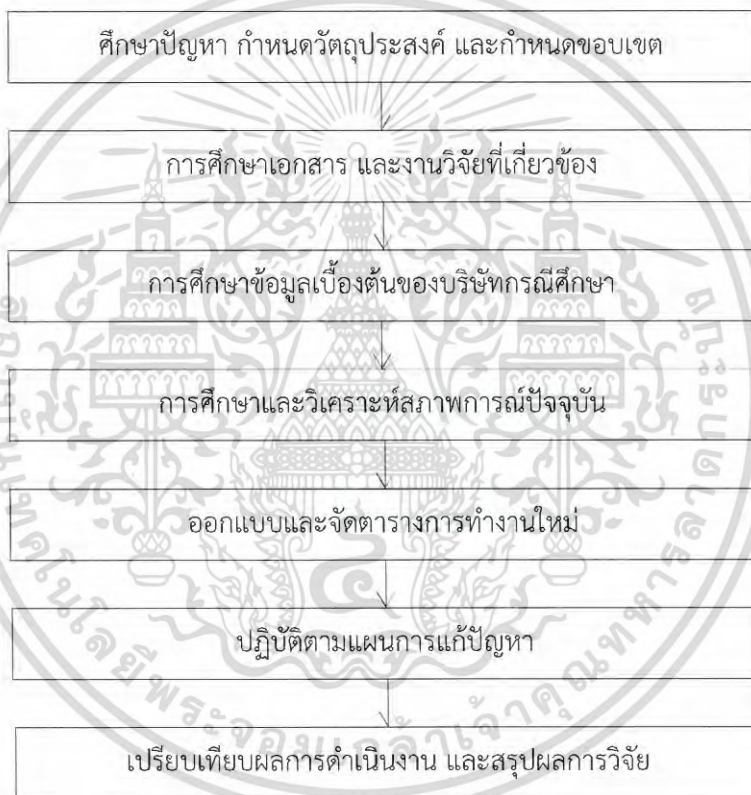 ศึกษาปัญหา กำหนดวัตถุประสงค์ และกำหนดขอบเขต
การศึกษาเอกสาร และงานวิจัยที่เกี่ยวข้อง
การศึกษาข้อมูลเบื้องต้นของบริษัทกรณีศึกษา
การศึกษาและวิเคราะห์สภาพการณ์ปัจจุบัน
ออกแบบและจัดตารางการทำงานใหม่
ปฏิบัติตามแผนการแก้ปัญหา
เปรียบเทียบผลการดำเนินงาน และสรุปผลการวิจัย